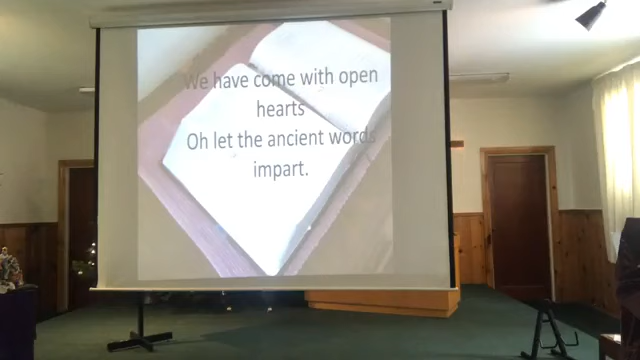 We have come with open
hearts
Oh let the ancient words
impart.